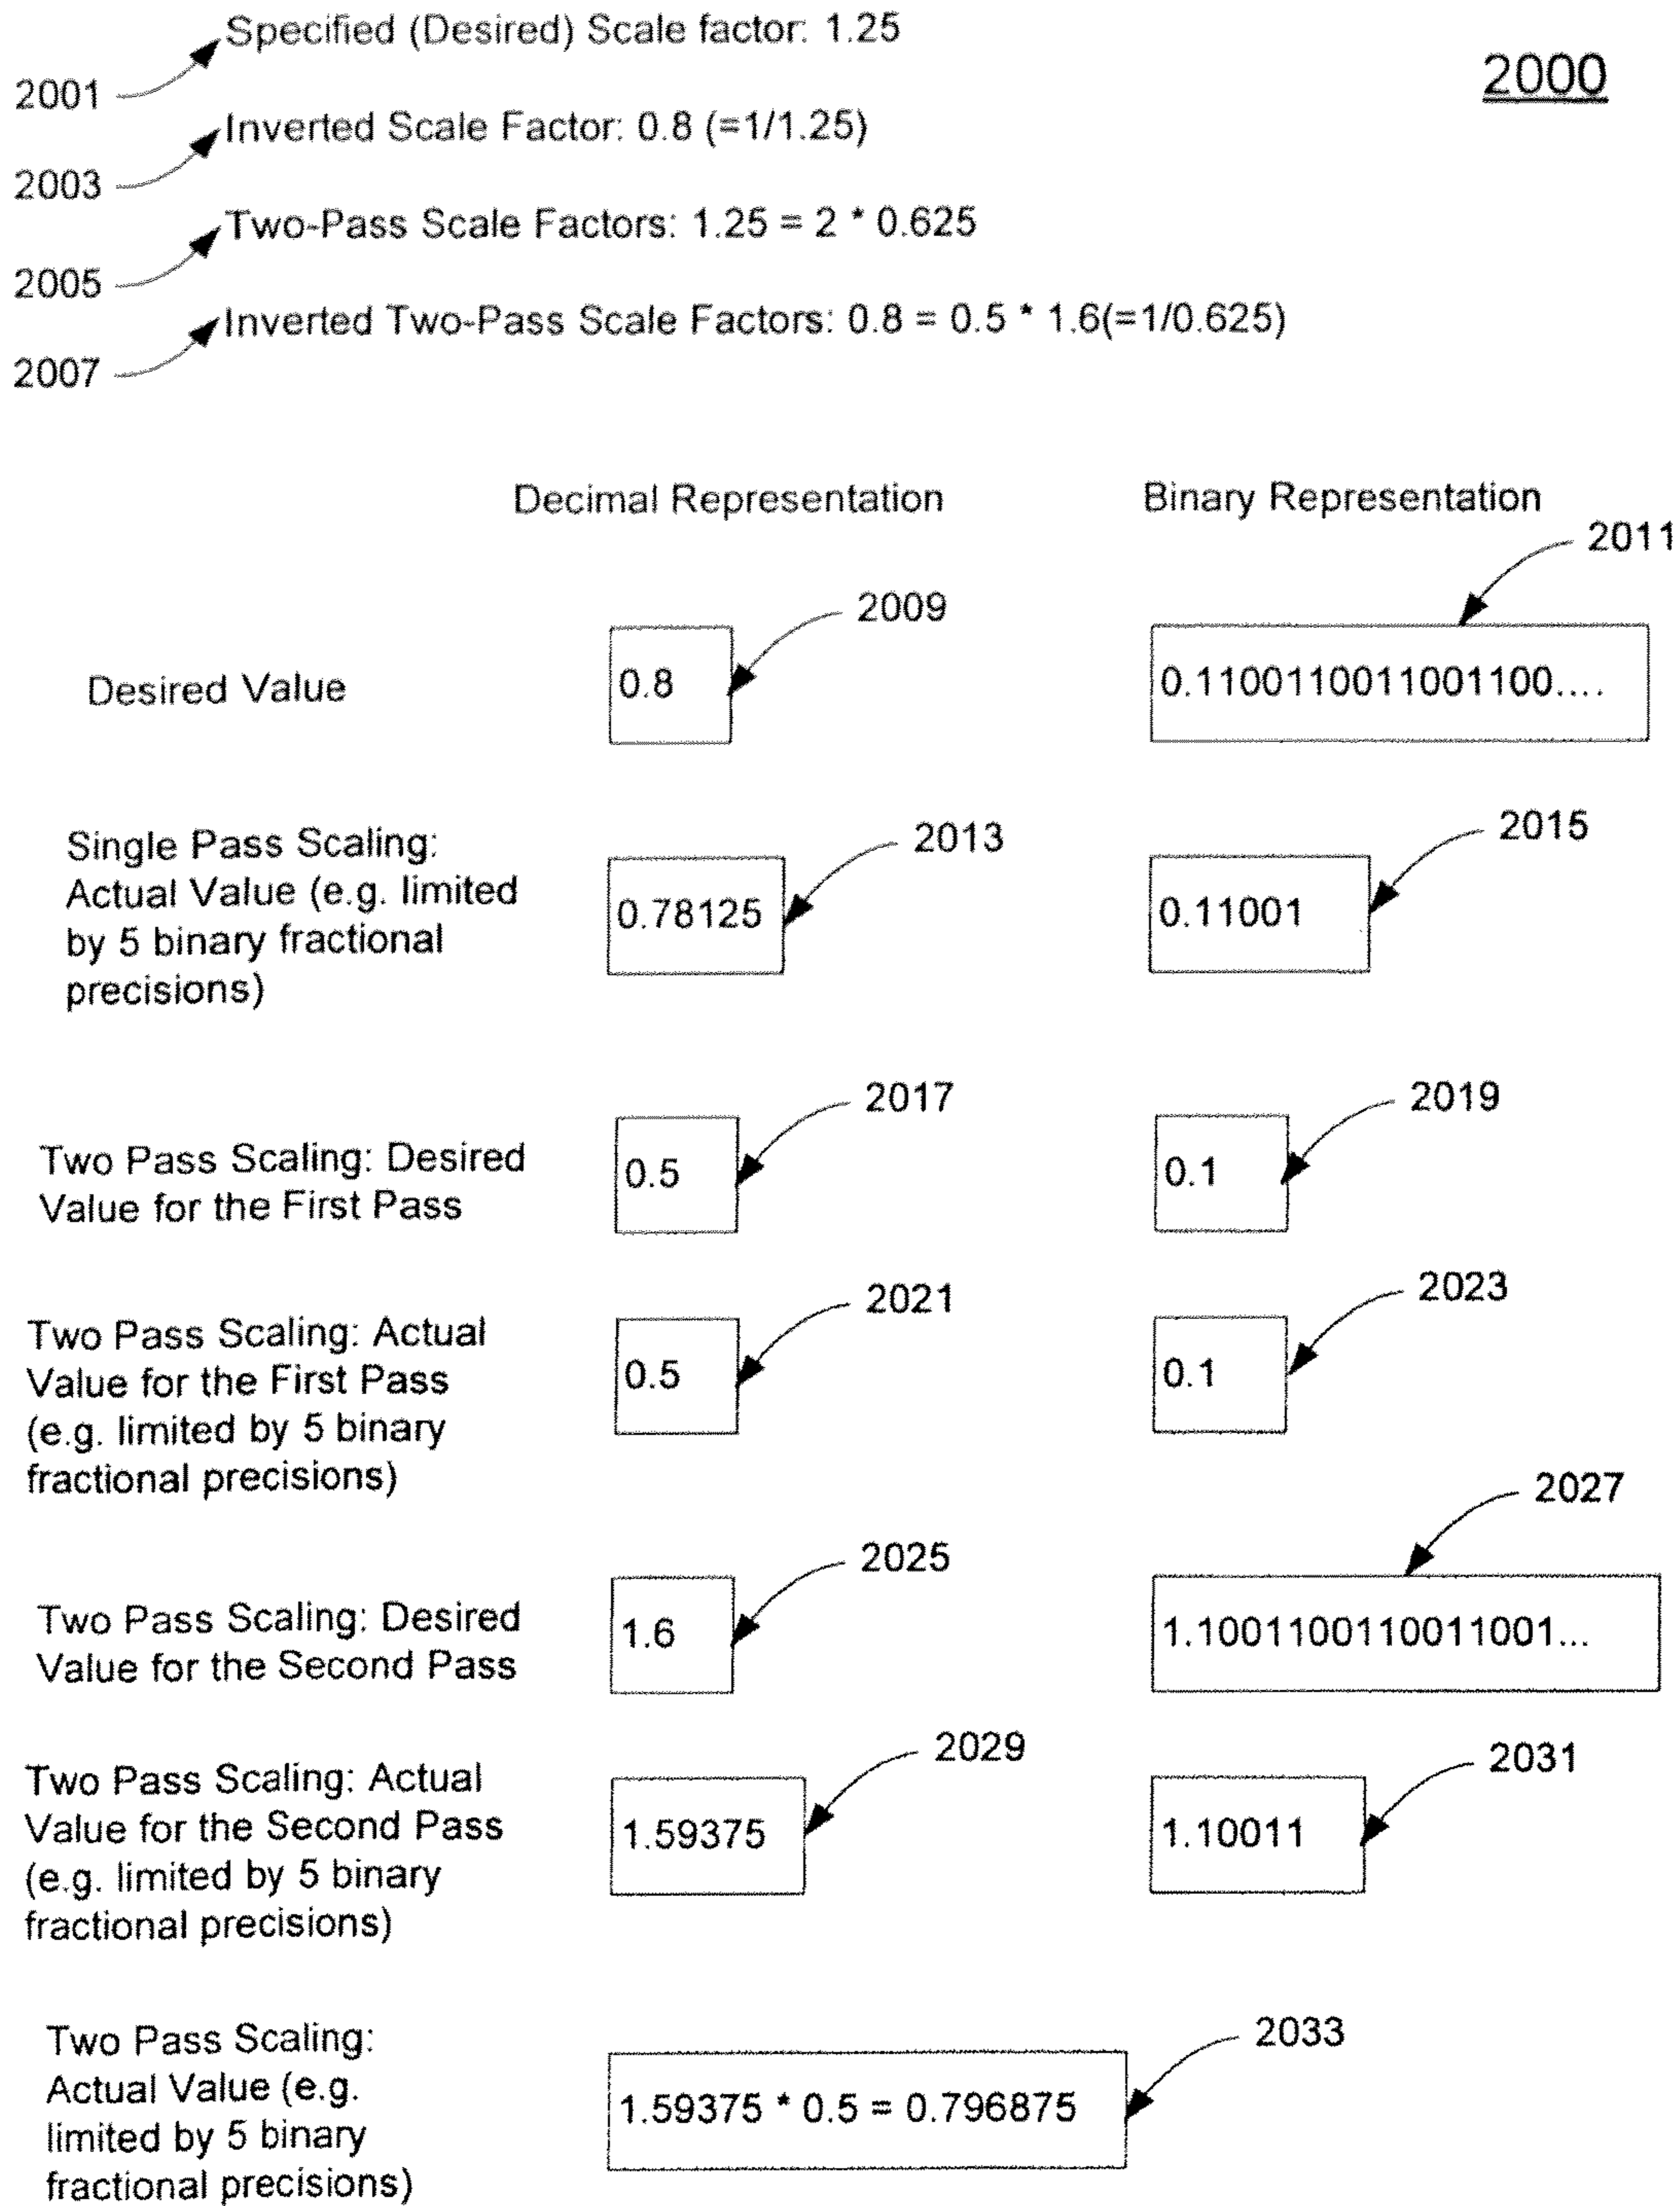 Specified (Desired) Scale factor: 1.25
2000
2001
Inverted Scale Factor: 0.8 (=1/1.25)
2003
Two-Pass Scale Factors: 1.25 = 2 * 0.625
2005
Inverted Two-Pass Scale Factors: 0.8 = 0.5 * 1.6(=1/0.625)
2007
Decimal Representation
Binary Representation
2011
2009
Desired Value
0.8
0.1100110011001100....
Single Pass Scaling:
Actual Value (e.g. limited
by 5 binary fractional
precisions)
2013
0.78125
2015
0.11001
2017
2019
Two Pass Scaling: Desired
Value for the First Pass
0.5
0.1
2021
2023
Two Pass Scaling: Actual
Value for the First Pass
(e.g. limited by 5 binary
fractional precisions)
0.5
0.1
2027
2025
Two Pass Scaling: Desired
Value for the Second Pass
1.6
1.1001100110011001...
2029
2031
Two Pass Scaling: Actual
Value for the Second Pass
(e.g. limited by 5 binary
fractional precisions)
1.59375
1.10011
2033
Two Pass Scaling:
Actual Value (e.g.
limited by 5 binary
fractional precisions)
1.59375 * 0.5 = 0.796875